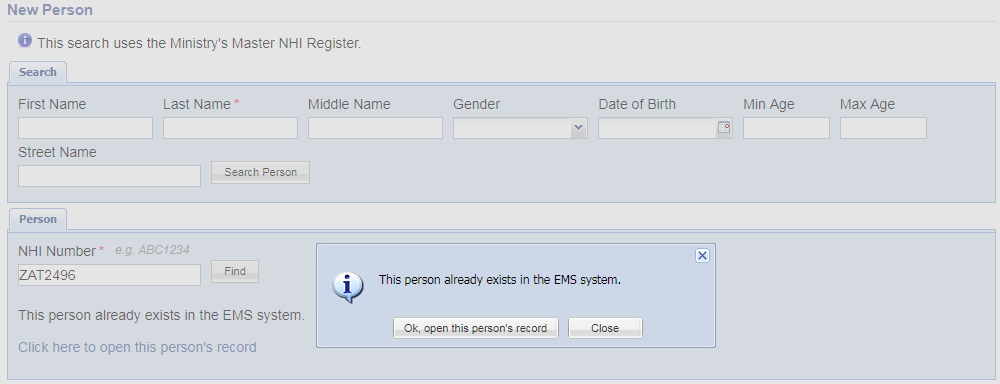 New Person
This search uses the Ministry's Master NHI Register.
Search
First Name Last Name * Middle Name Gender Date of Birth Min Age Max Age
Street Name
Search Person
Person
NHI Number * e.g. ABC1234
ZAT2496 Find
This person already exists in the EMS system.
Click here to open this person's record
This person already exists in the EMS system.
Ok, open this person's record Close